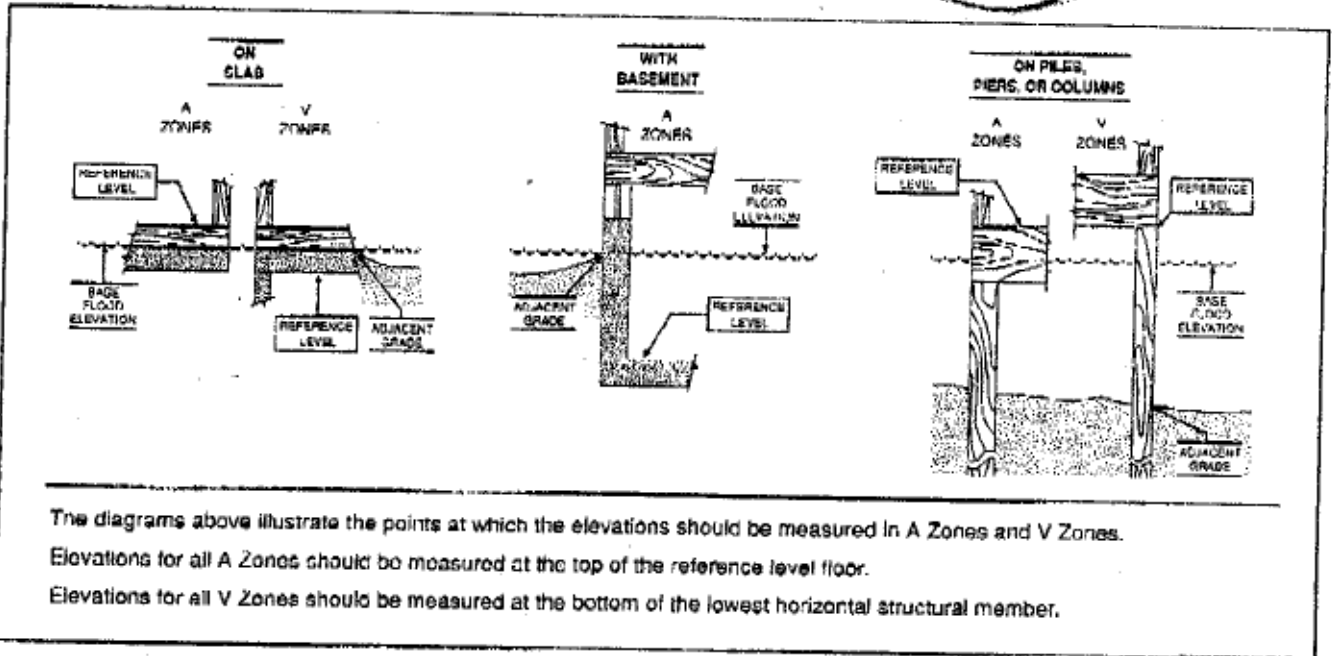 ON
SLAB
A
ZONES
V
ZONES
REFERENCE
LEVEL
BASE
FLOOD
ELEVATION
REFERENCE
LEVEL
ADJACENT
GRADE
WITH
BASEMENT
A
ZONES
BASE
FLOOD
ELEVATION
ADJACENT
GRADE
REFERENCE
LEVEL
ON PILES,
PIERS, OR COLUMNS
A
ZONES
V
ZONES
REFERENCE
LEVEL
REFERENCE
LEVEL
BASE
FLOOD
ELEVATION
ADJACENT
GRADE
The diagrams above illustrate the points at which the elevations should be measured in A Zones and V Zones.
Elevations for all A Zones should be measured at the top of the reference level floor.
Elevations for all V Zones should be measured at the bottom of the lowest horizontal structural member.